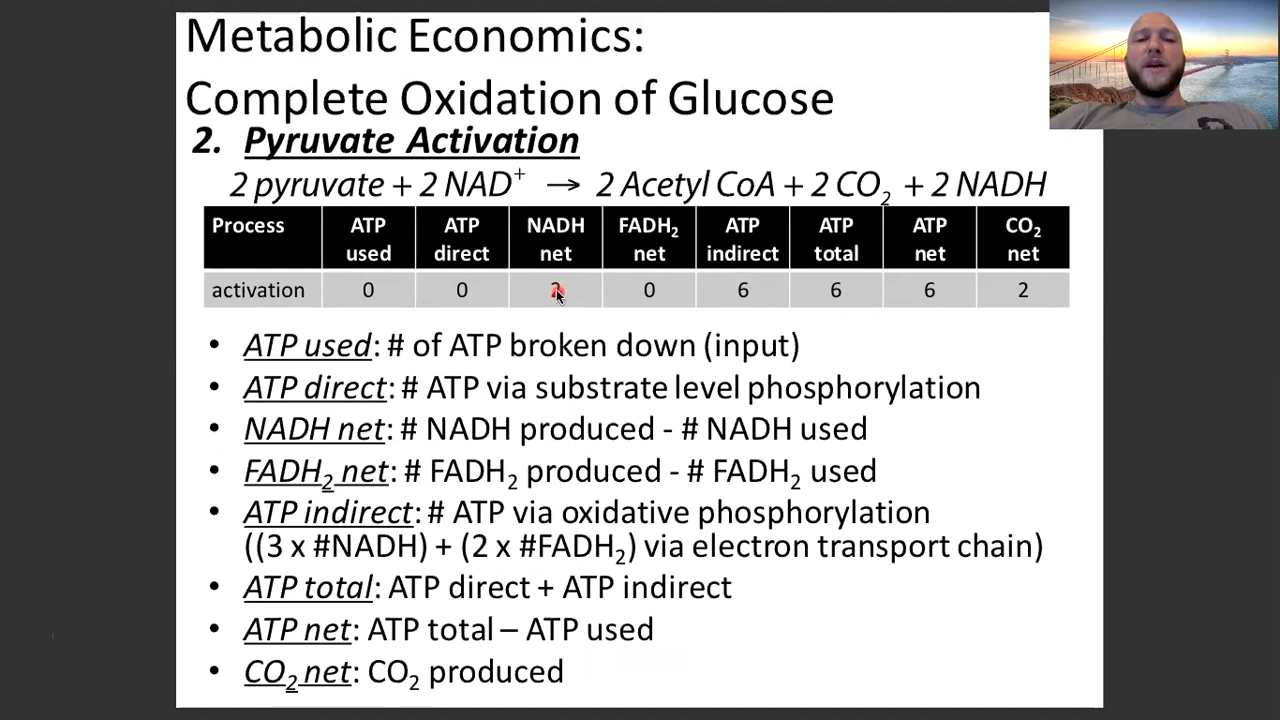 Metabolic Economics:
Complete Oxidation of Glucose
2. Pyruvate Activation
2 pyruvate + 2 NAD⁺ → 2 Acetyl CoA + 2 CO₂ + 2 NADH
Process ATP used ATP direct NADH net FADH₂ net ATP indirect ATP total ATP net CO₂ net
activation 0 0 2 0 6 6 6 2
• ATP used: # of ATP broken down (input)
• ATP direct: # ATP via substrate level phosphorylation
• NADH net: # NADH produced - # NADH used
• FADH₂ net: # FADH₂ produced - # FADH₂ used
• ATP indirect: # ATP via oxidative phosphorylation
((3 x #NADH) + (2 x #FADH₂) via electron transport chain)
• ATP total: ATP direct + ATP indirect
• ATP net: ATP total – ATP used
• CO₂ net: CO₂ produced